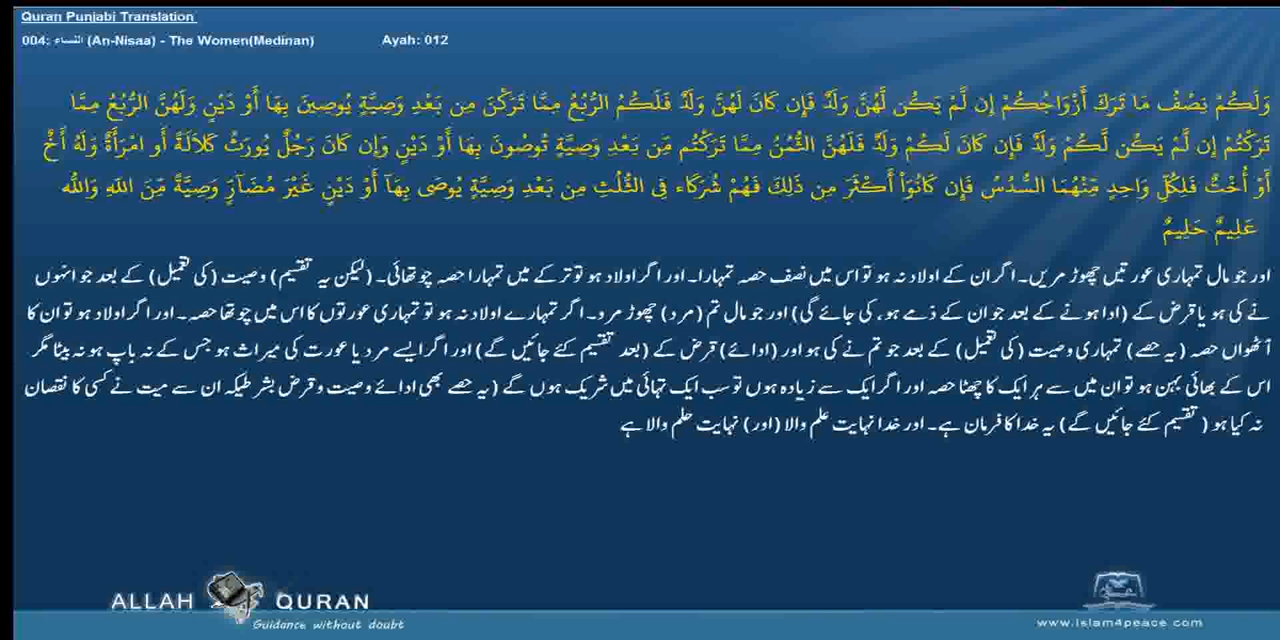 Quran Punjabi Translation
004: النساء (An-Nisaa) - The Women(Medinan) Ayah: 012
وَلَكُمْ نِصْفُ مَا تَرَكَ أَزْوَاجُكُمْ إِن لَّمْ يَكُن لَّهُنَّ وَلَدٌ فَإِن كَانَ لَهُنَّ وَلَدٌ فَلَكُمُ الرُّبُعُ مِمَّا تَرَكْنَ مِن بَعْدِ وَصِيَّةٍ يُوصِينَ بِهَا أَوْ دَيْنٍ وَلَهُنَّ الرُّبُعُ مِمَّا
تَرَكْتُمْ إِن لَّمْ يَكُن لَّكُمْ وَلَدٌ فَإِن كَانَ لَكُمْ وَلَدٌ فَلَهُنَّ الثُّمُنُ مِمَّا تَرَكْتُم مِّن بَعْدِ وَصِيَّةٍ تُوصُونَ بِهَا أَوْ دَيْنٍ وَإِن كَانَ رَجُلٌ يُورَثُ كَلَالَةً أَو امْرَأَةٌ وَلَهُ أَخٌ
أَوْ أُخْتٌ فَلِكُلِّ وَاحِدٍ مِّنْهُمَا السُّدُسُ فَإِن كَانُوَاْ أَكْثَرَ مِن ذَلِكَ فَهُمْ شُرَكَاء فِي الثُّلُثِ مِن بَعْدِ وَصِيَّةٍ يُوصَى بِهَآ أَوْ دَيْنٍ غَيْرَ مُضَآرٍّ وَصِيَّةً مِّنَ اللّهِ وَاللّه
عَلِيمٌ حَلِيمٌ
اور جو مال تمہاری عورتیں چھوڑ مریں۔ اگر ان کے اولاد نہ ہو تو اس میں نصف حصہ تمہارا۔ اور اگر اولاد ہو تو ترکے میں تمہارا حصہ چوتھائی۔ (لیکن یہ تقسیم) وصیت (کی تعمیل) کے بعد جو انہوں
نے کی ہو یا قرض کے (ادا ہونے کے بعد جو ان کے ذمے ہو، کی جائے گی) اور جو مال تم (مرد) چھوڑ مرو۔ اگر تمہارے اولاد نہ ہو تو تمہاری عورتوں کا اس میں چوتھا حصہ۔ اور اگر اولاد ہو تو ان کا
آٹھواں حصہ (یہ حصے) تمہاری وصیت (کی تعمیل) کے بعد جو تم نے کی ہو اور (ادائے) قرض کے (بعد تقسیم کئے جائیں گے) اور اگر ایسے مرد یا عورت کی میراث ہو جس کے نہ باپ ہو نہ بیٹا مگر
اس کے بھائی بہن ہو تو ان میں سے ہر ایک کا چھٹا حصہ اور اگر ایک سے زیادہ ہوں تو سب ایک تہائی میں شریک ہوں گے (یہ حصے بھی ادائے وصیت و قرض بشرطیکہ ان سے میت نے کسی کا نقصان
نہ کیا ہو (تقسیم کئے جائیں گے) یہ خدا کا فرمان ہے۔ اور خدا نہایت علم والا (اور) نہایت حلم والا ہے
ALLAH QURAN
Guidance without doubt
www.islam4peace.com